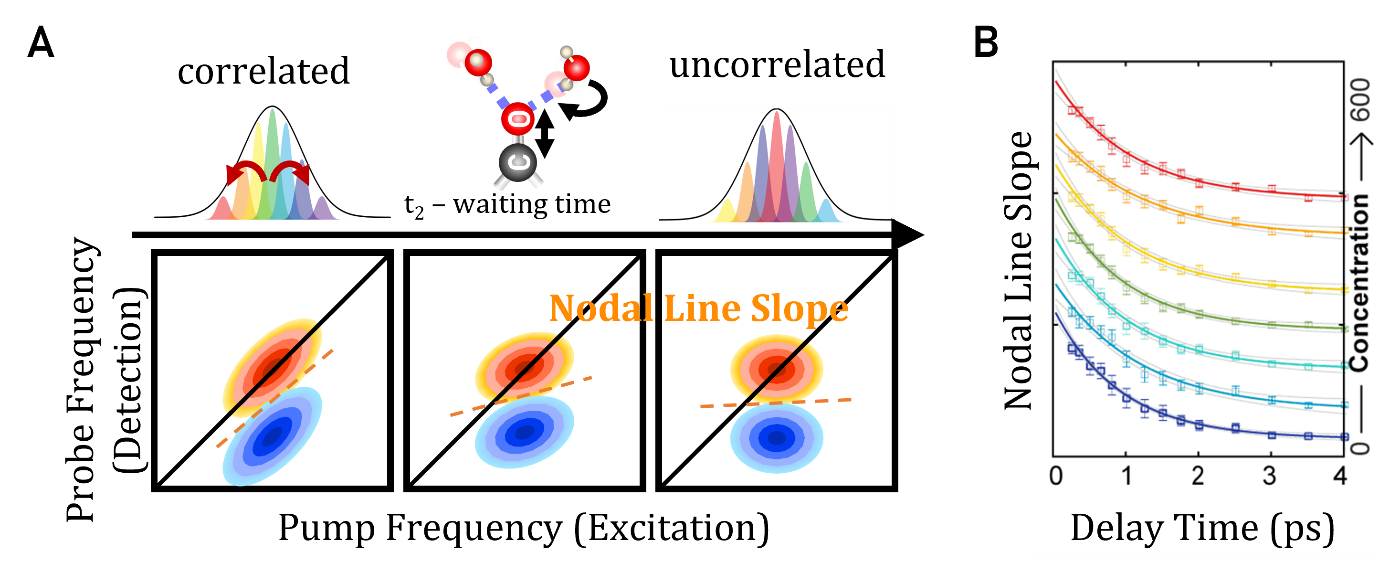 A
correlated
O
C
t₂ – waiting time
uncorrelated
Probe Frequency
(Detection)
Nodal Line Slope
Pump Frequency (Excitation)
B
Nodal Line Slope
0 — Concentration → 600
0 1 2 3 4
Delay Time (ps)